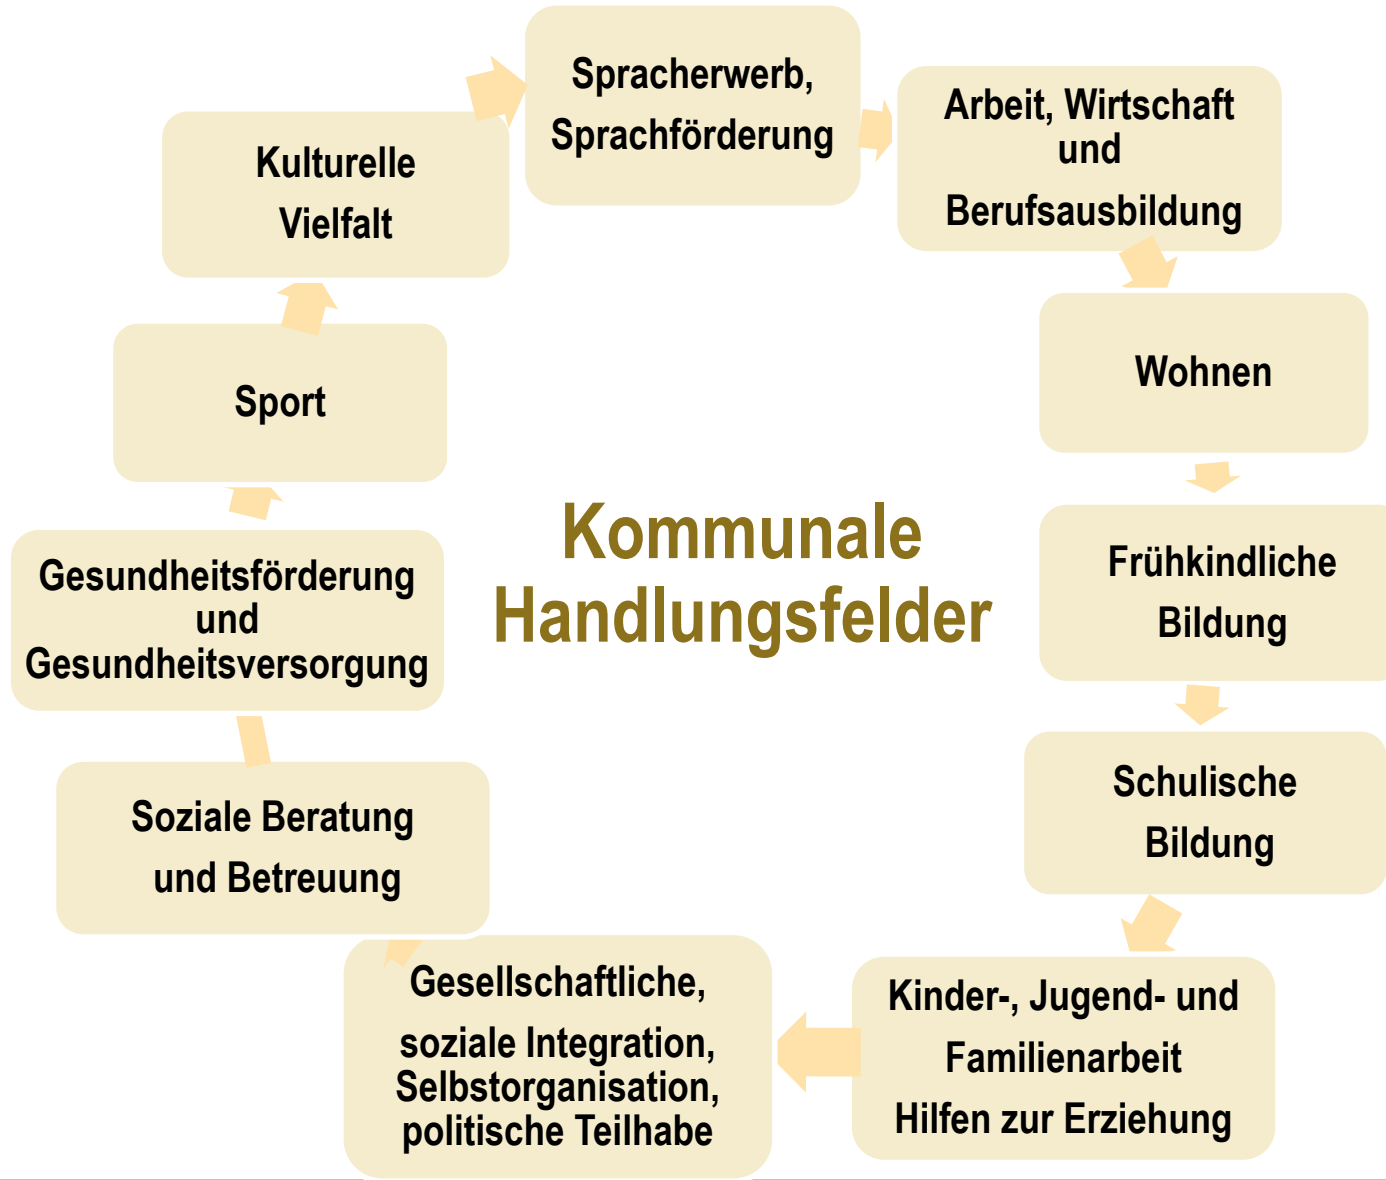 Spracherwerb,
Sprachförderung
Arbeit, Wirtschaft
und
Berufsausbildung
Wohnen
Frühkindliche
Bildung
Schulische
Bildung
Kinder-, Jugend- und
Familienarbeit
Hilfen zur Erziehung
Gesellschaftliche,
soziale Integration,
Selbstorganisation,
politische Teilhabe
Soziale Beratung
und Betreuung
Gesundheitsförderung
und
Gesundheitsversorgung
Sport
Kulturelle
Vielfalt
Kommunale
Handlungsfelder